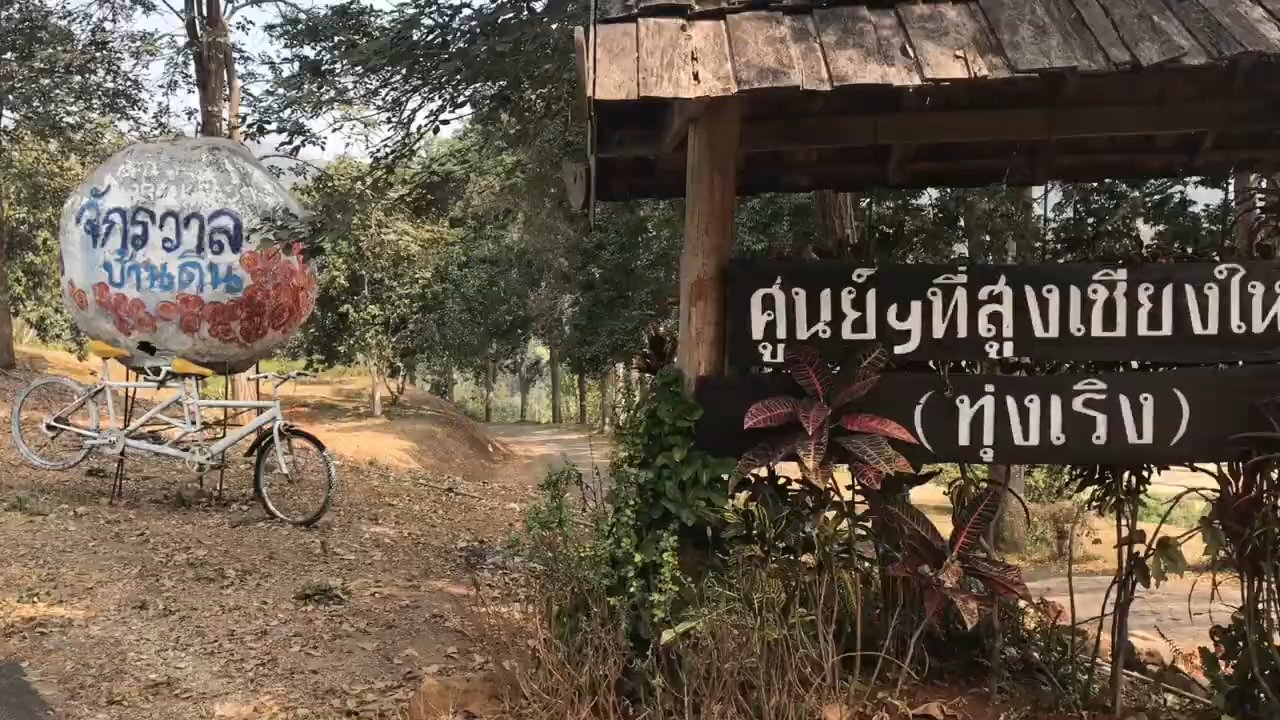 จักรวาล
บ้านดิน
ศูนย์yที่สูงเชียงให
(ทุ่งเริง)